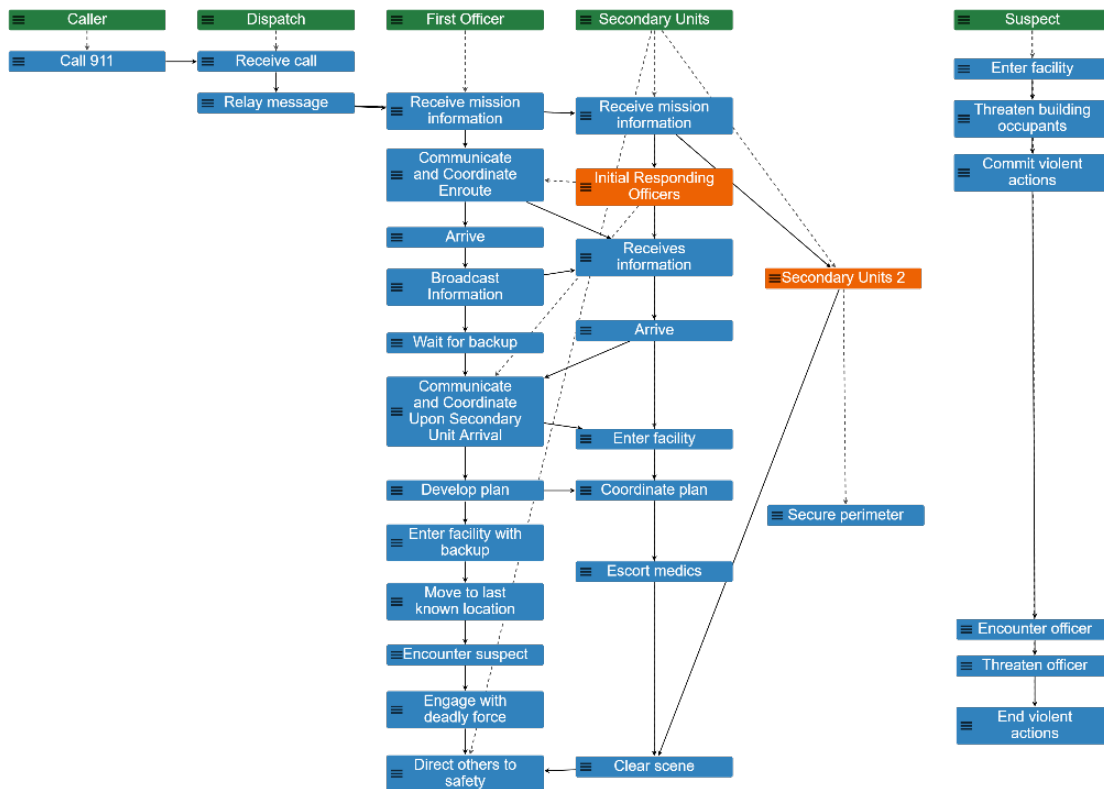 Caller
Dispatch
First Officer
Secondary Units
Suspect
Call 911
Receive call
Enter facility
Relay message
Receive mission
information
Receive mission
information
Threaten building
occupants
Communicate
and Coordinate
Enroute
Initial Responding
Officers
Commit violent
actions
Arrive
Receives
information
Broadcast
Information
Secondary Units 2
Wait for backup
Arrive
Communicate
and Coordinate
Upon Secondary
Unit Arrival
Enter facility
Develop plan
Coordinate plan
Secure perimeter
Enter facility with
backup
Escort medics
Move to last
known location
Encounter officer
Encounter suspect
Threaten officer
Engage with
deadly force
End violent
actions
Direct others to
safety
Clear scene